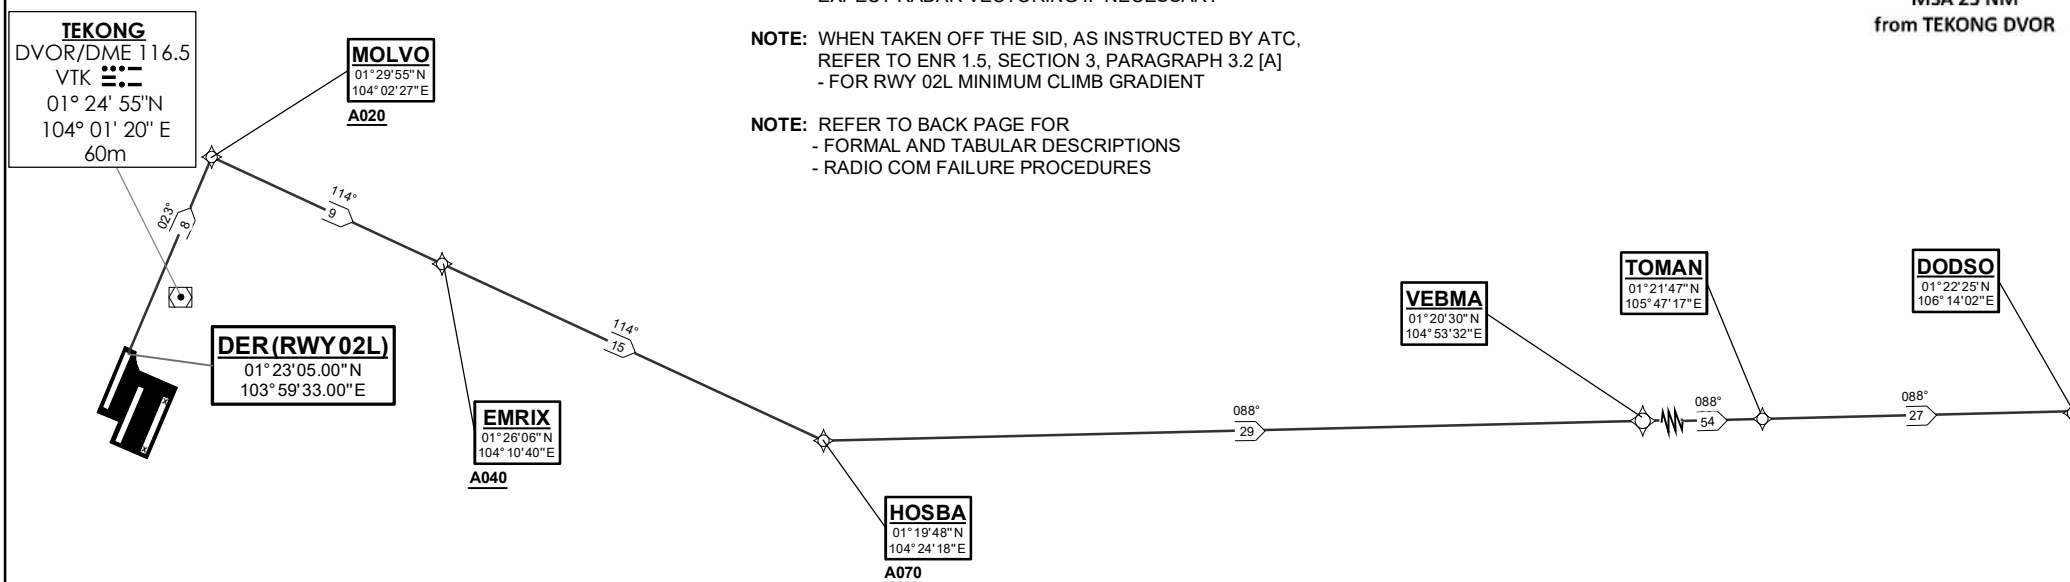 EXPECT RADAR VECTORING IF NECESSARY
MSA 25 NM
from TEKONG DVOR
NOTE: WHEN TAKEN OFF THE SID, AS INSTRUCTED BY ATC,
REFER TO ENR 1.5, SECTION 3, PARAGRAPH 3.2 [A]
- FOR RWY 02L MINIMUM CLIMB GRADIENT
NOTE: REFER TO BACK PAGE FOR
- FORMAL AND TABULAR DESCRIPTIONS
- RADIO COM FAILURE PROCEDURES
TEKONG
DVOR/DME 116.5
VTK
01° 24' 55"N
104° 01' 20" E
60m
MOLVO
01°29'55"N
104°02'27"E
A020
023°
8
114°
9
114°
15
DER (RWY 02L)
01°23'05.00"N
103°59'33.00"E
EMRIX
01°26'06"N
104°10'40"E
A040
HOSBA
01°19'48"N
104°24'18"E
A070
088°
29
VEBMA
01°20'30"N
104°53'32"E
088°
54
TOMAN
01°21'47"N
105°47'17"E
088°
27
DODSO
01°22'25"N
106°14'02"E
X
X